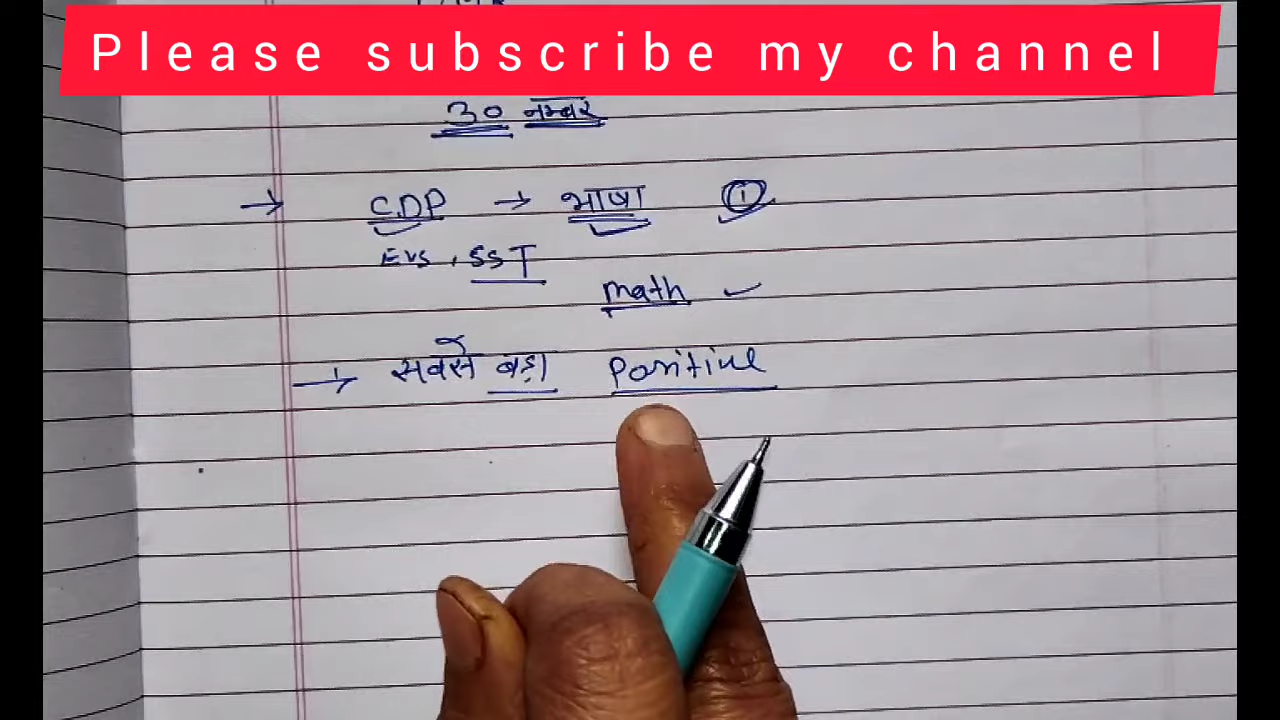 Please subscribe my channel
30 नम्बर
→ CDP → भाषा ①
EVS, SST
math ✓
→ सबसे बड़ा Positive